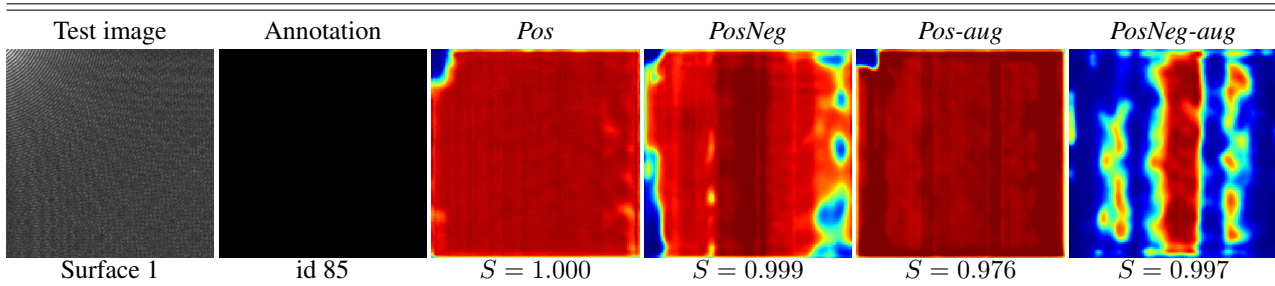 Test image Annotation Pos PosNeg Pos-aug PosNeg-aug
Surface 1 id 85 S = 1.000 S = 0.999 S = 0.976 S = 0.997